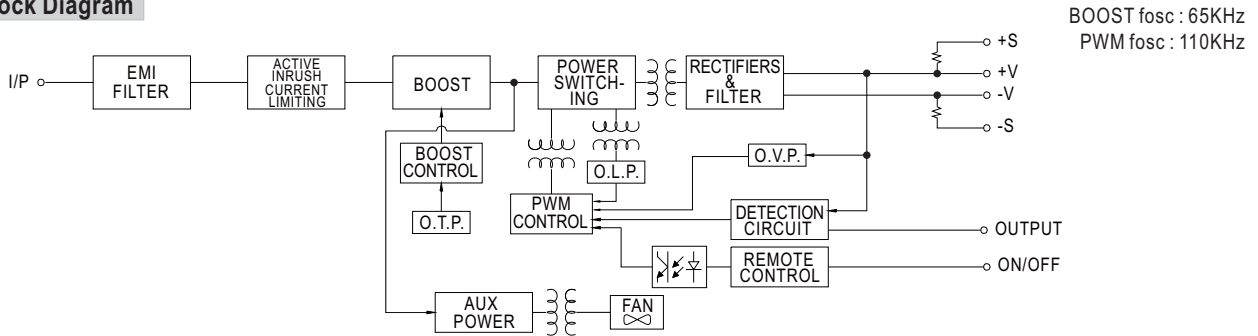 ock Diagram
BOOST fosc : 65KHz
PWM fosc : 110KHz
I/P
EMI
FILTER
ACTIVE
INRUSH
CURRENT
LIMITING
BOOST
POWER
SWITCH-
ING
RECTIFIERS
&
FILTER
+S
+V
-V
-S
BOOST
CONTROL
O.L.P.
O.V.P.
O.T.P.
PWM
CONTROL
DETECTION
CIRCUIT
OUTPUT
REMOTE
CONTROL
ON/OFF
AUX
POWER
FAN